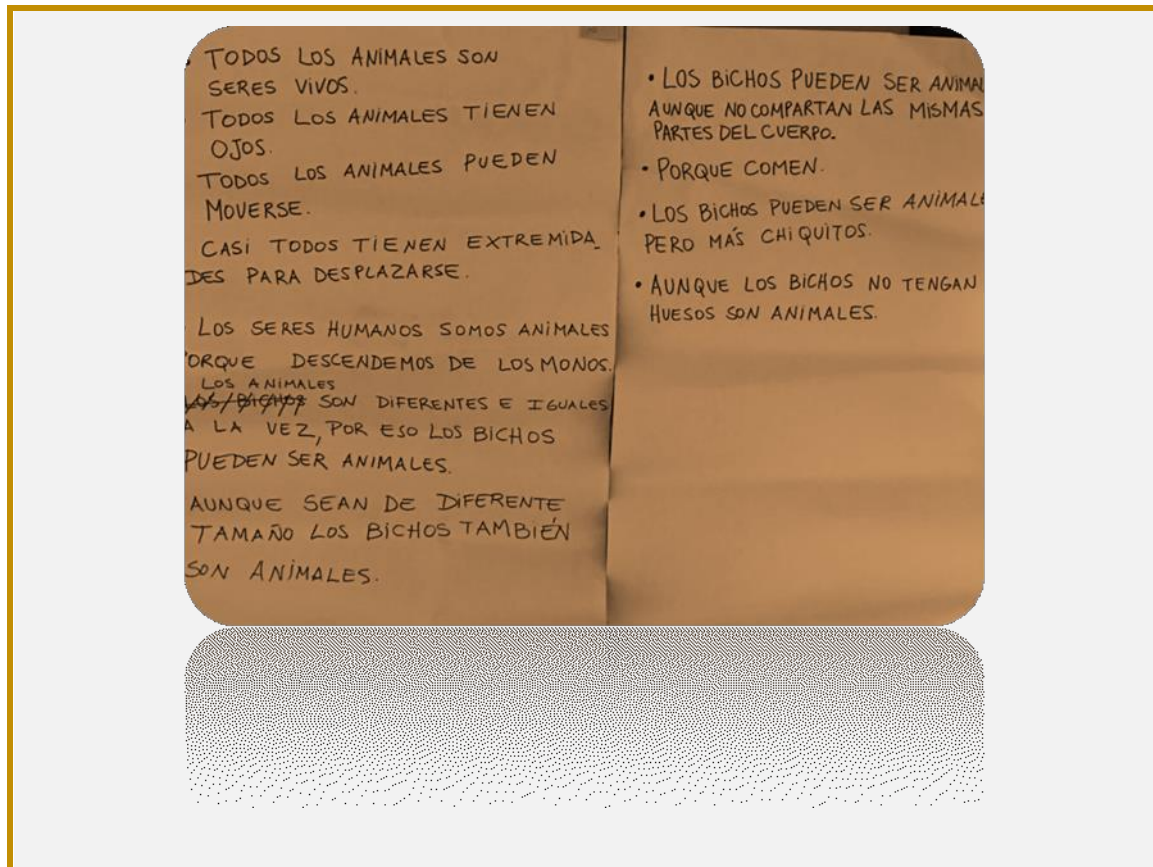 • TODOS LOS ANIMALES SON
SERES VIVOS.
TODOS LOS ANIMALES TIENEN
OJOS.
TODOS LOS ANIMALES PUEDEN
MOVERSE.
CASI TODOS TIENEN EXTREMIDA_
DES PARA DESPLAZARSE.
LOS SERES HUMANOS SOMOS ANIMALES
PORQUE DESCENDEMOS DE LOS MONOS.
LOS ANIMALES
LOS BICHOS SON DIFERENTES E IGUALES
A LA VEZ, POR ESO LOS BICHOS
PUEDEN SER ANIMALES.
AUNQUE SEAN DE DIFERENTE
TAMAÑO LOS BICHOS TAMBIÉN
SON ANIMALES.
• LOS BICHOS PUEDEN SER ANIMAL
AUNQUE NO COMPARTAN LAS MISMAS
PARTES DEL CUERPO.
• PORQUE COMEN.
• LOS BICHOS PUEDEN SER ANIMALE
PERO MÁS CHIQUITOS.
• AUNQUE LOS BICHOS NO TENGAN
HUESOS SON ANIMALES.